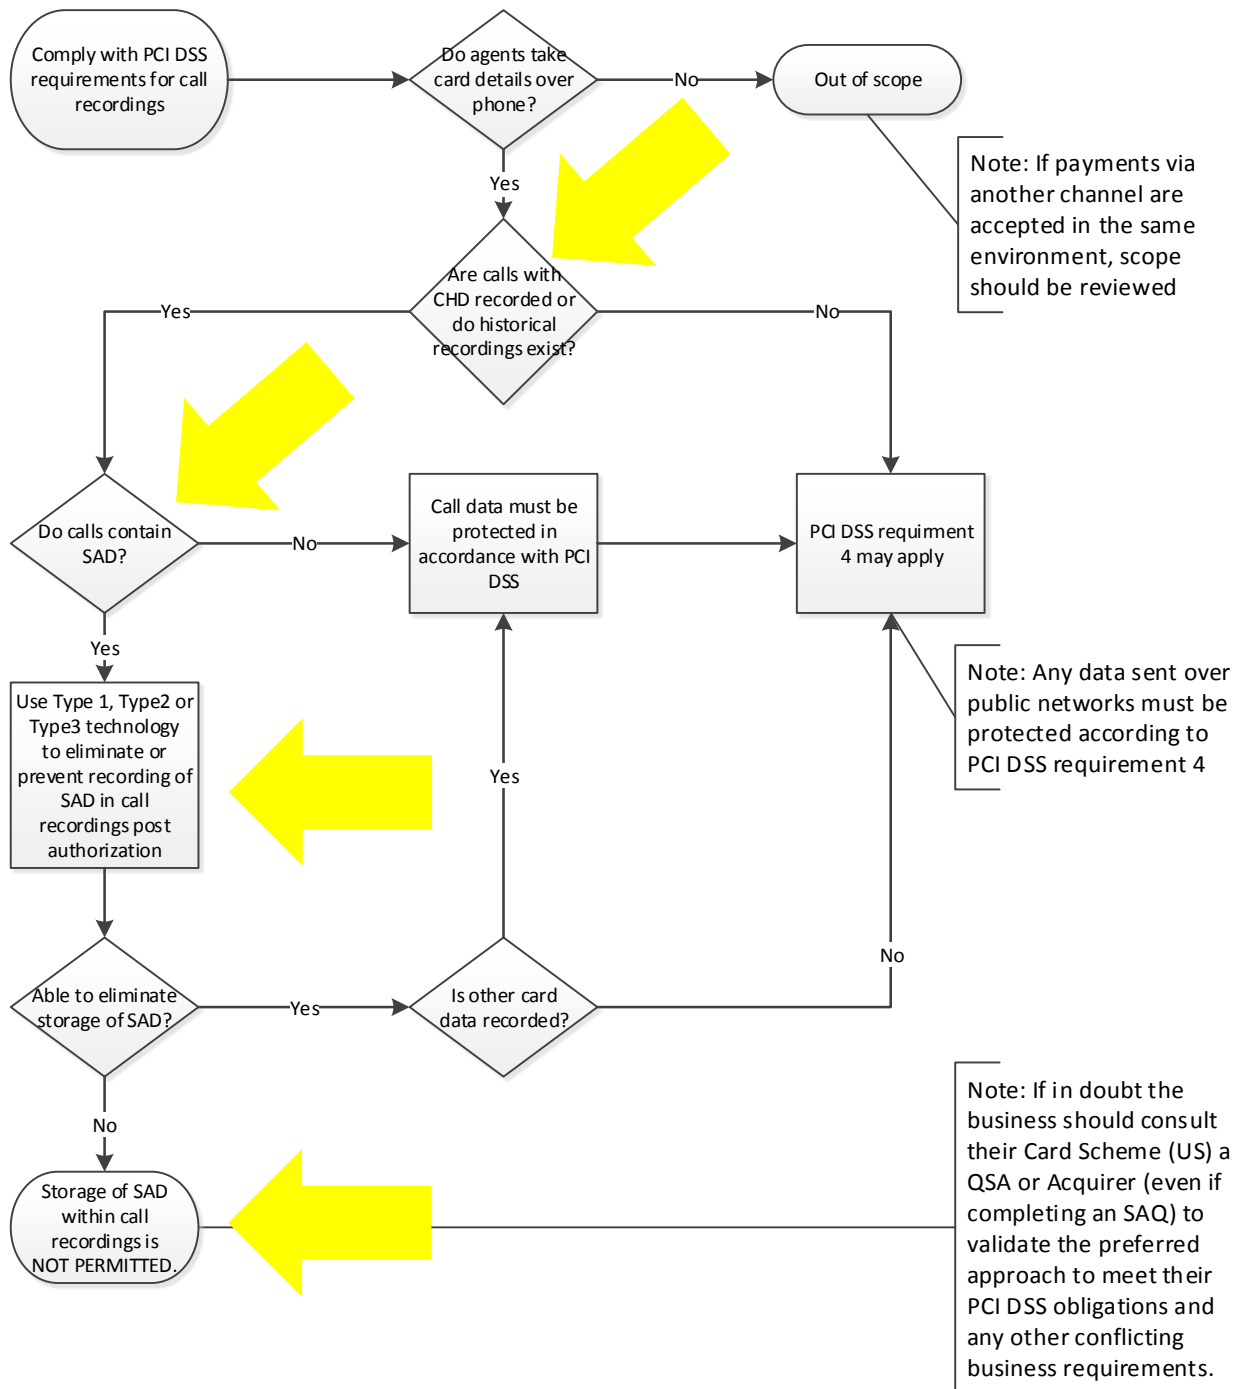 Comply with PCI DSS
requirements for call
recordings
Do agents take
card details over
phone?
No
Out of scope
Note: If payments via
another channel are
accepted in the same
environment, scope
should be reviewed
Yes
Are calls with
CHD recorded or
do historical
recordings exist?
Yes
No
Do calls contain
SAD?
No
Call data must be
protected in
accordance with PCI
DSS
PCI DSS requirment
4 may apply
Note: Any data sent over
public networks must be
protected according to
PCI DSS requirement 4
Yes
Use Type 1, Type2 or
Type3 technology
to eliminate or
prevent recording of
SAD in call
recordings post
authorization
Yes
No
Able to eliminate
storage of SAD?
Yes
Is other card
data recorded?
No
Storage of SAD
within call
recordings is
NOT PERMITTED.
Note: If in doubt the
business should consult
their Card Scheme (US) a
QSA or Acquirer (even if
completing an SAQ) to
validate the preferred
approach to meet their
PCI DSS obligations and
any other conflicting
business requirements.